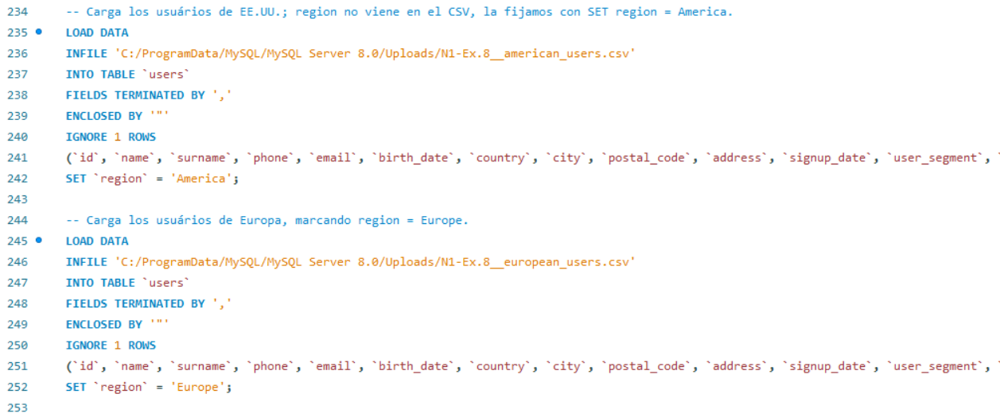 234 -- Carga los usuários de EE.UU.; region no viene en el CSV, la fijamos con SET region = America.
235 LOAD DATA
236 INFILE 'C:/ProgramData/MySQL/MySQL Server 8.0/Uploads/N1-Ex.8__american_users.csv'
237 INTO TABLE `users`
238 FIELDS TERMINATED BY ','
239 ENCLOSED BY '"'
240 IGNORE 1 ROWS
241 (`id`, `name`, `surname`, `phone`, `email`, `birth_date`, `country`, `city`, `postal_code`, `address`, `signup_date`, `user_segment`, `
242 SET `region` = 'America';
243
244 -- Carga los usuários de Europa, marcando region = Europe.
245 LOAD DATA
246 INFILE 'C:/ProgramData/MySQL/MySQL Server 8.0/Uploads/N1-Ex.8__european_users.csv'
247 INTO TABLE `users`
248 FIELDS TERMINATED BY ','
249 ENCLOSED BY '"'
250 IGNORE 1 ROWS
251 (`id`, `name`, `surname`, `phone`, `email`, `birth_date`, `country`, `city`, `postal_code`, `address`, `signup_date`, `user_segment`, `
252 SET `region` = 'Europe';
253